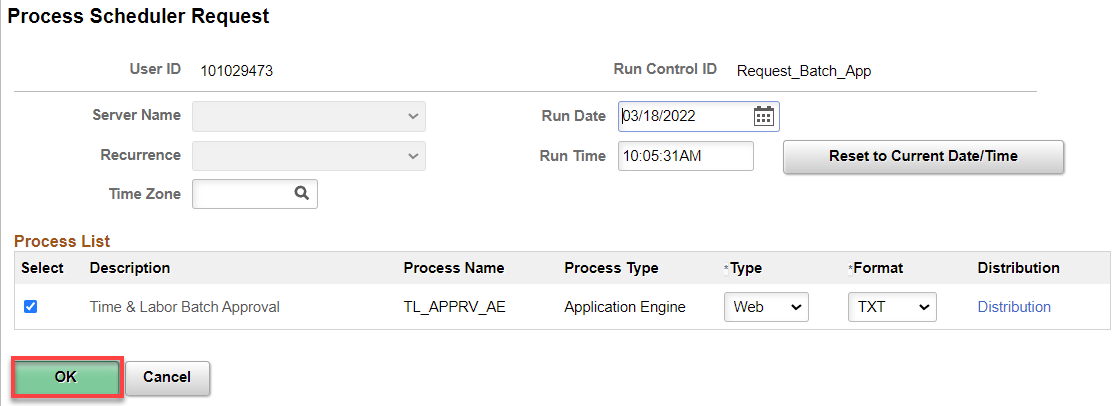 Process Scheduler Request
User ID 101029473 Run Control ID Request_Batch_App
Server Name Run Date 03/18/2022
Recurrence Run Time 10:05:31AM Reset to Current Date/Time
Time Zone
Process List
Select Description Process Name Process Type *Type *Format Distribution
Time & Labor Batch Approval TL_APPRV_AE Application Engine Web TXT Distribution
OK Cancel